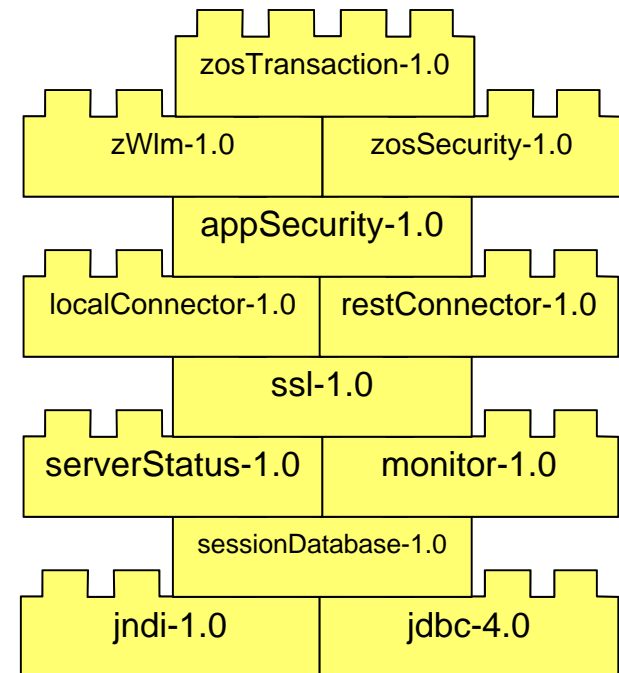 zosTransaction-1.0
zWlm-1.0
zosSecurity-1.0
appSecurity-1.0
localConnector-1.0
restConnector-1.0
ssl-1.0
serverStatus-1.0
monitor-1.0
sessionDatabase-1.0
jndi-1.0
jdbc-4.0